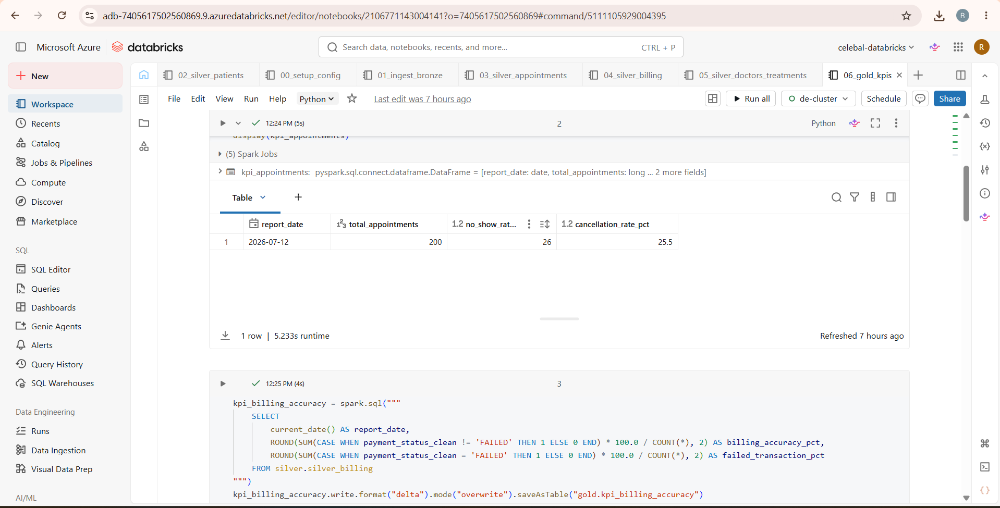 adb-7405617502560869.9.azuredatabricks.net/editor/notebooks/2106771143004141?o=7405617502560869#command/5111105929004395
R
Microsoft Azure
databricks
Search data, notebooks, recents, and more...
CTRL + P
celebal-databricks
R
New
02_silver_patients
00_setup_config
01_ingest_bronze
03_silver_appointments
04_silver_billing
05_silver_doctors_treatments
06_gold_kpis
File Edit View Run Help Python
Last edit was 7 hours ago
Run all
de-cluster
Schedule
Share
Workspace
Recents
Catalog
Jobs & Pipelines
Compute
Discover
Marketplace
SQL
SQL Editor
Queries
Dashboards
Genie Agents
Alerts
Query History
SQL Warehouses
Data Engineering
Runs
Data Ingestion
Visual Data Prep
AI/ML
12:24 PM (5s)
2
Python
display(kpi_appointments)
(5) Spark Jobs
kpi_appointments: pyspark.sql.connect.dataframe.DataFrame = [report_date: date, total_appointments: long ... 2 more fields]
Table
report_date
1 2 3 total_appointments
1.2 no_show_rat...
1.2 cancellation_rate_pct
1 2026-07-12 200 26 25.5
1 row | 5.233s runtime
Refreshed 7 hours ago
12:25 PM (4s)
3
kpi_billing_accuracy = spark.sql("""
SELECT
current_date() AS report_date,
ROUND(SUM(CASE WHEN payment_status_clean != 'FAILED' THEN 1 ELSE 0 END) * 100.0 / COUNT(*), 2) AS billing_accuracy_pct,
ROUND(SUM(CASE WHEN payment_status_clean = 'FAILED' THEN 1 ELSE 0 END) * 100.0 / COUNT(*), 2) AS failed_transaction_pct
FROM silver.silver_billing
""")
kpi_billing_accuracy.write.format("delta").mode("overwrite").saveAsTable("gold.kpi_billing_accuracy")